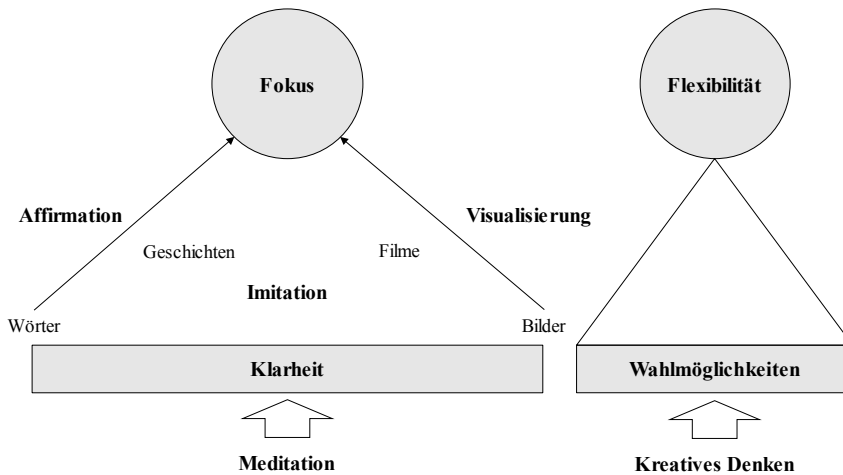 Fokus
Flexibilität
Affirmation
Visualisierung
Geschichten
Filme
Imitation
Wörter
Bilder
Klarheit
Wahlmöglichkeiten
Meditation
Kreatives Denken